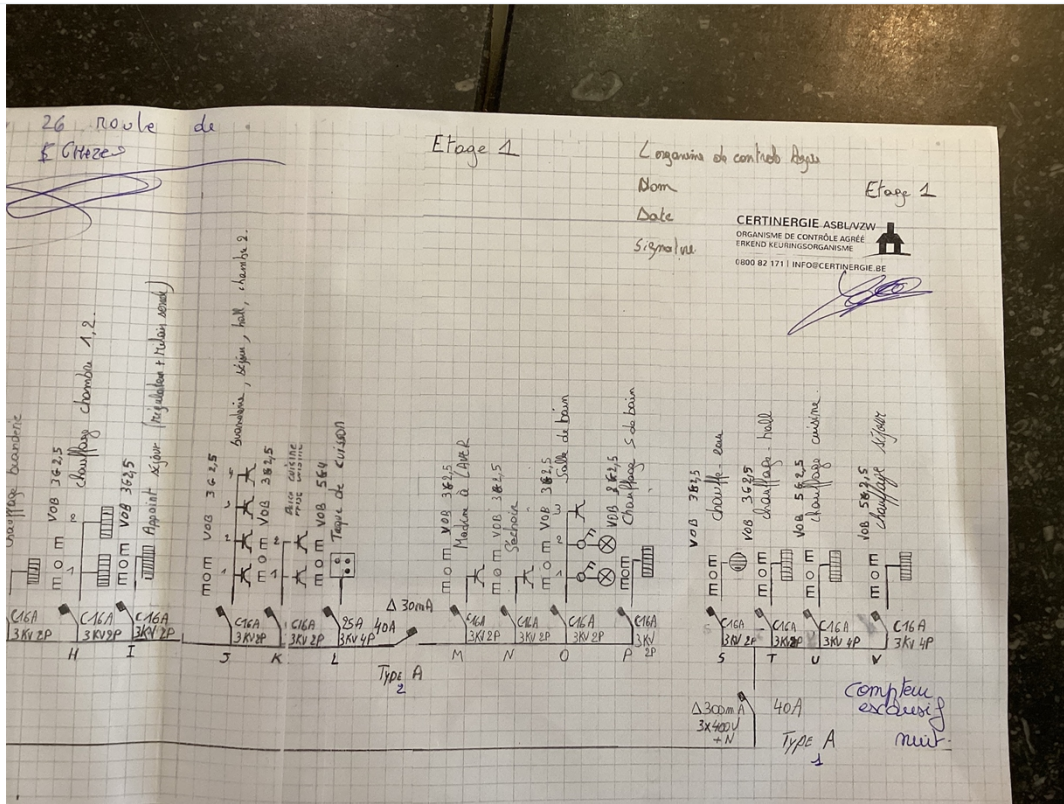 26 route de
Etage 1
L'organisme de controle Agréé
Nom
Date
Signature
Etage 1
CERTINERGIE ASBL/VZW
ORGANISME DE CONTRÔLE AGRÉÉ
ERKEND KEURINGSORGANISME
0800 82 171 | INFO@CERTINERGIE.BE
chauffage buanderie
VOB 3G2,5
chauffage chambre 1,2.
VOB 3G2,5
Appoint séjour (régulation + relais
VOB 3G2,5
buanderie, séjour, hall, chambre 2.
VOB 3G2,5
cuisine
VOB 5G4
Taque de cuisson
VOB 3G2,5
Machine à LAVER
VOB 3G2,5
Séchoir
VOB 3G2,5
Salle de bain
VOB 3G2,5
Chauffage S de bain
VOB 3G2,5
chauffe-eau
VOB 3G2,5
chauffage hall
VOB 5G2,5
chauffage cuisine.
VOB 5G2,5
chauffage séjour
C16A
3KV 2P
C16A
3KV 2P
H
C16A
3KV 2P
I
C16A
3KV 2P
J
C16A
3KV 2P
K
25A
3KV 4P
L
40A
Δ 30mA
Type A
2
C16A
3KV 2P
M
C16A
3KV 2P
N
C16A
3KV 2P
O
C16A
3KV
2P
P
C16A
3KV 2P
S
C16A
3KV 2P
T
C16A
3KV 4P
U
C16A
3KV 4P
V
Δ 300mA
3x400V
+N
40A
Type A
1
compteur
excusif
nuit.